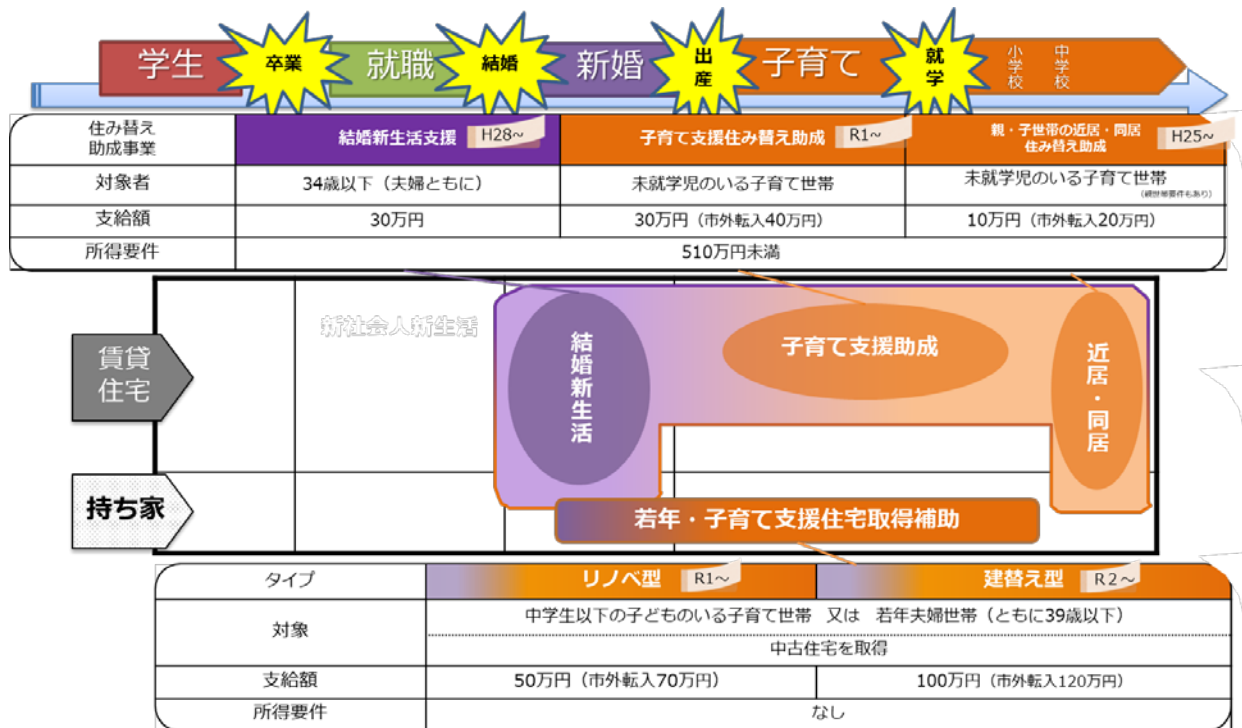 学生
卒業
就職
結婚
新婚
出産
子育て
就学
小学校
中学校
住み替え
助成事業
結婚新生活支援 H28～
子育て支援住み替え助成 R1～
親・子世帯の近居・同居
住み替え助成 H25～
対象者
34歳以下（夫婦ともに）
未就学児のいる子育て世帯
未就学児のいる子育て世帯
（親世帯要件もあり）
支給額
30万円
30万円（市外転入40万円）
10万円（市外転入20万円）
所得要件
510万円未満
賃貸
住宅
新社会人新生活
結婚新生活
子育て支援助成
近居・同居
持ち家
若年・子育て支援住宅取得補助
タイプ
リノベ型 R1～
建替え型 R２～
対象
中学生以下の子どものいる子育て世帯　又は　若年夫婦世帯（ともに39歳以下）
中古住宅を取得
支給額
50万円（市外転入70万円）
100万円（市外転入120万円）
所得要件
なし